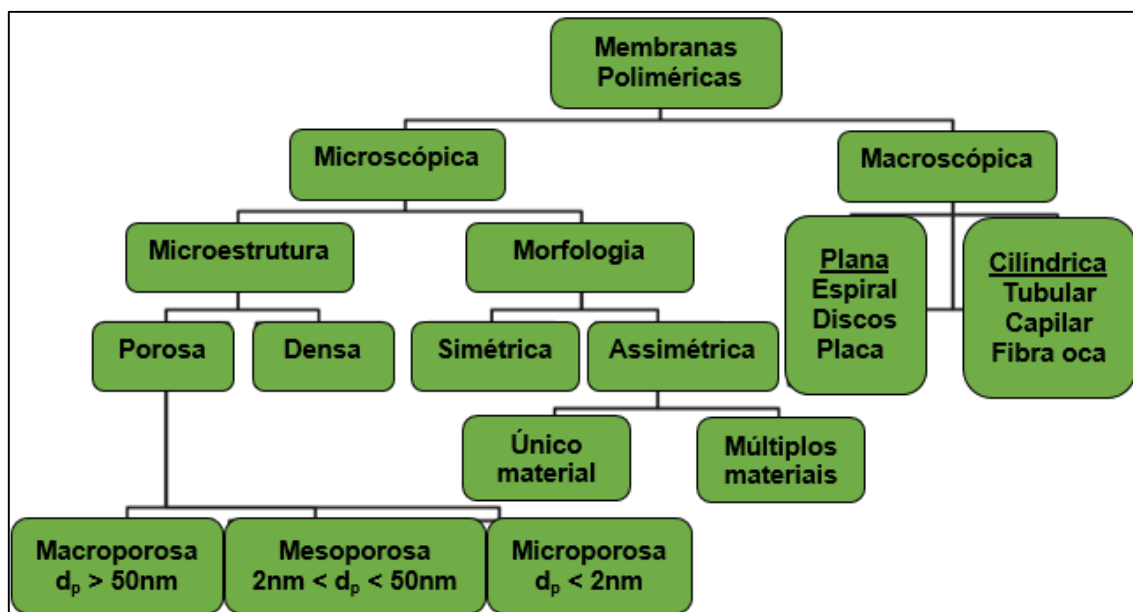 Membranas
Poliméricas
Microscópica
Macroscópica
Microestrutura
Morfologia
Plana
Espiral
Discos
Placa
Cilíndrica
Tubular
Capilar
Fibra oca
Porosa
Densa
Simétrica
Assimétrica
Único
material
Múltiplos
materiais
Macroporosa
dp > 50nm
Mesoporosa
2nm < dp < 50nm
Microporosa
dp < 2nm